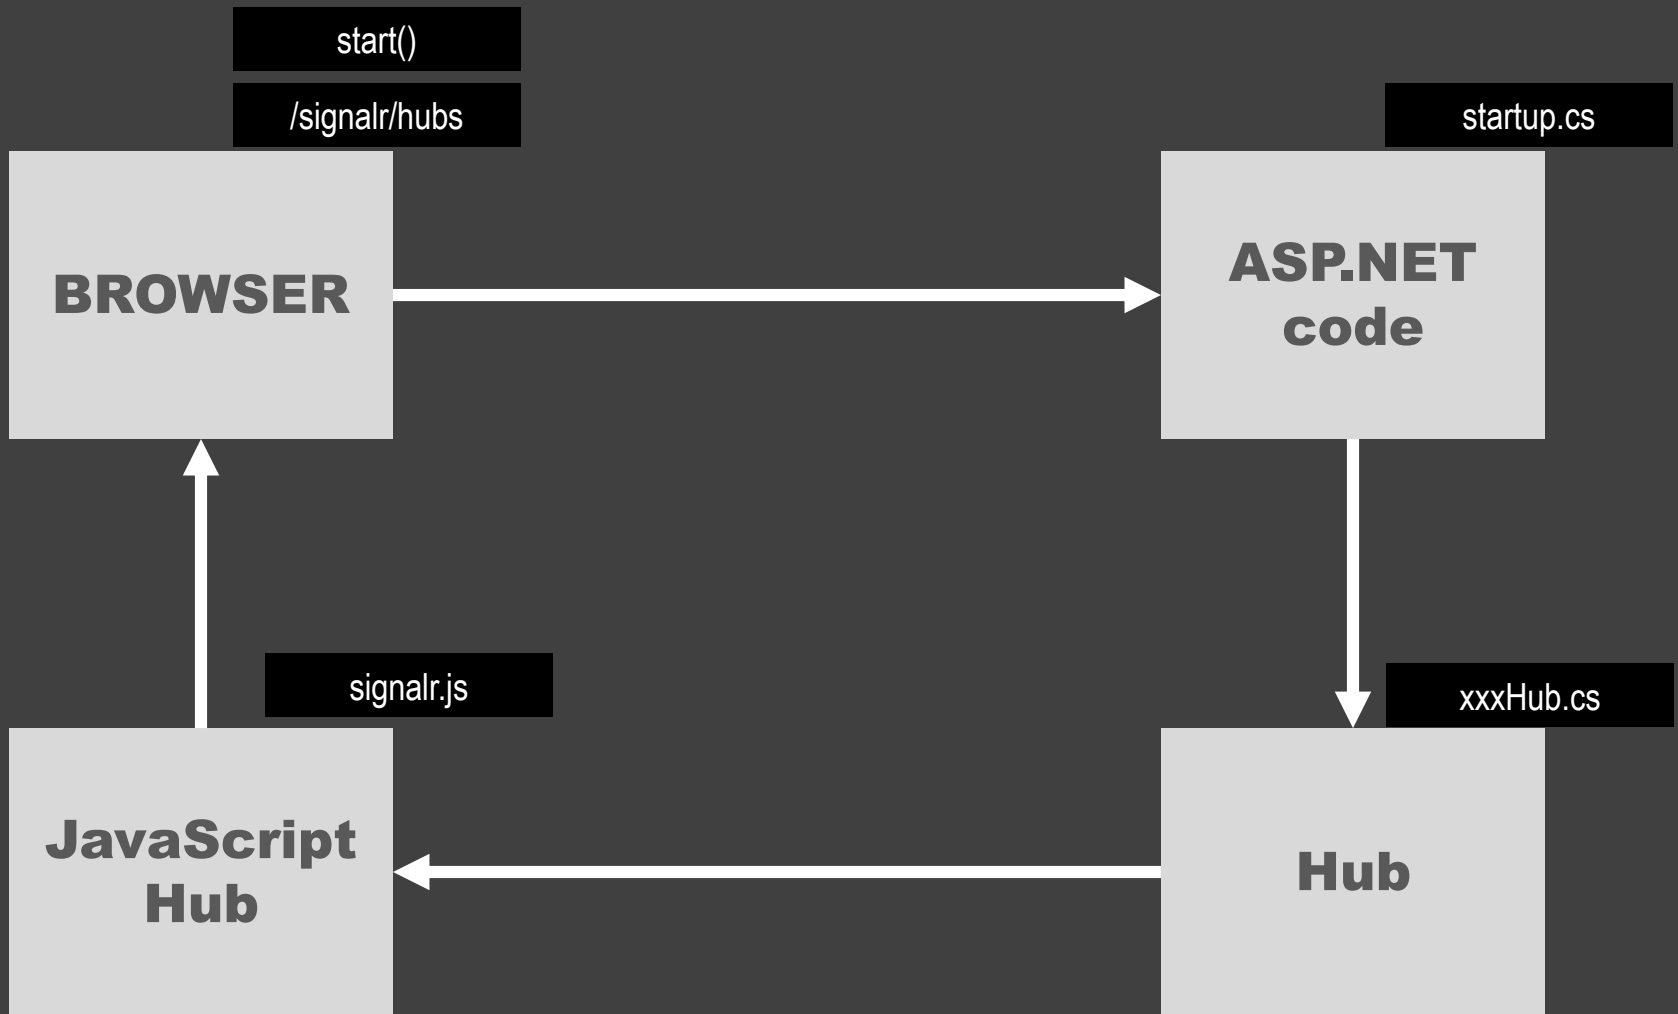 start()
/signalr/hubs
startup.cs
BROWSER
ASP.NET
code
signalr.js
xxxHub.cs
JavaScript
Hub
Hub